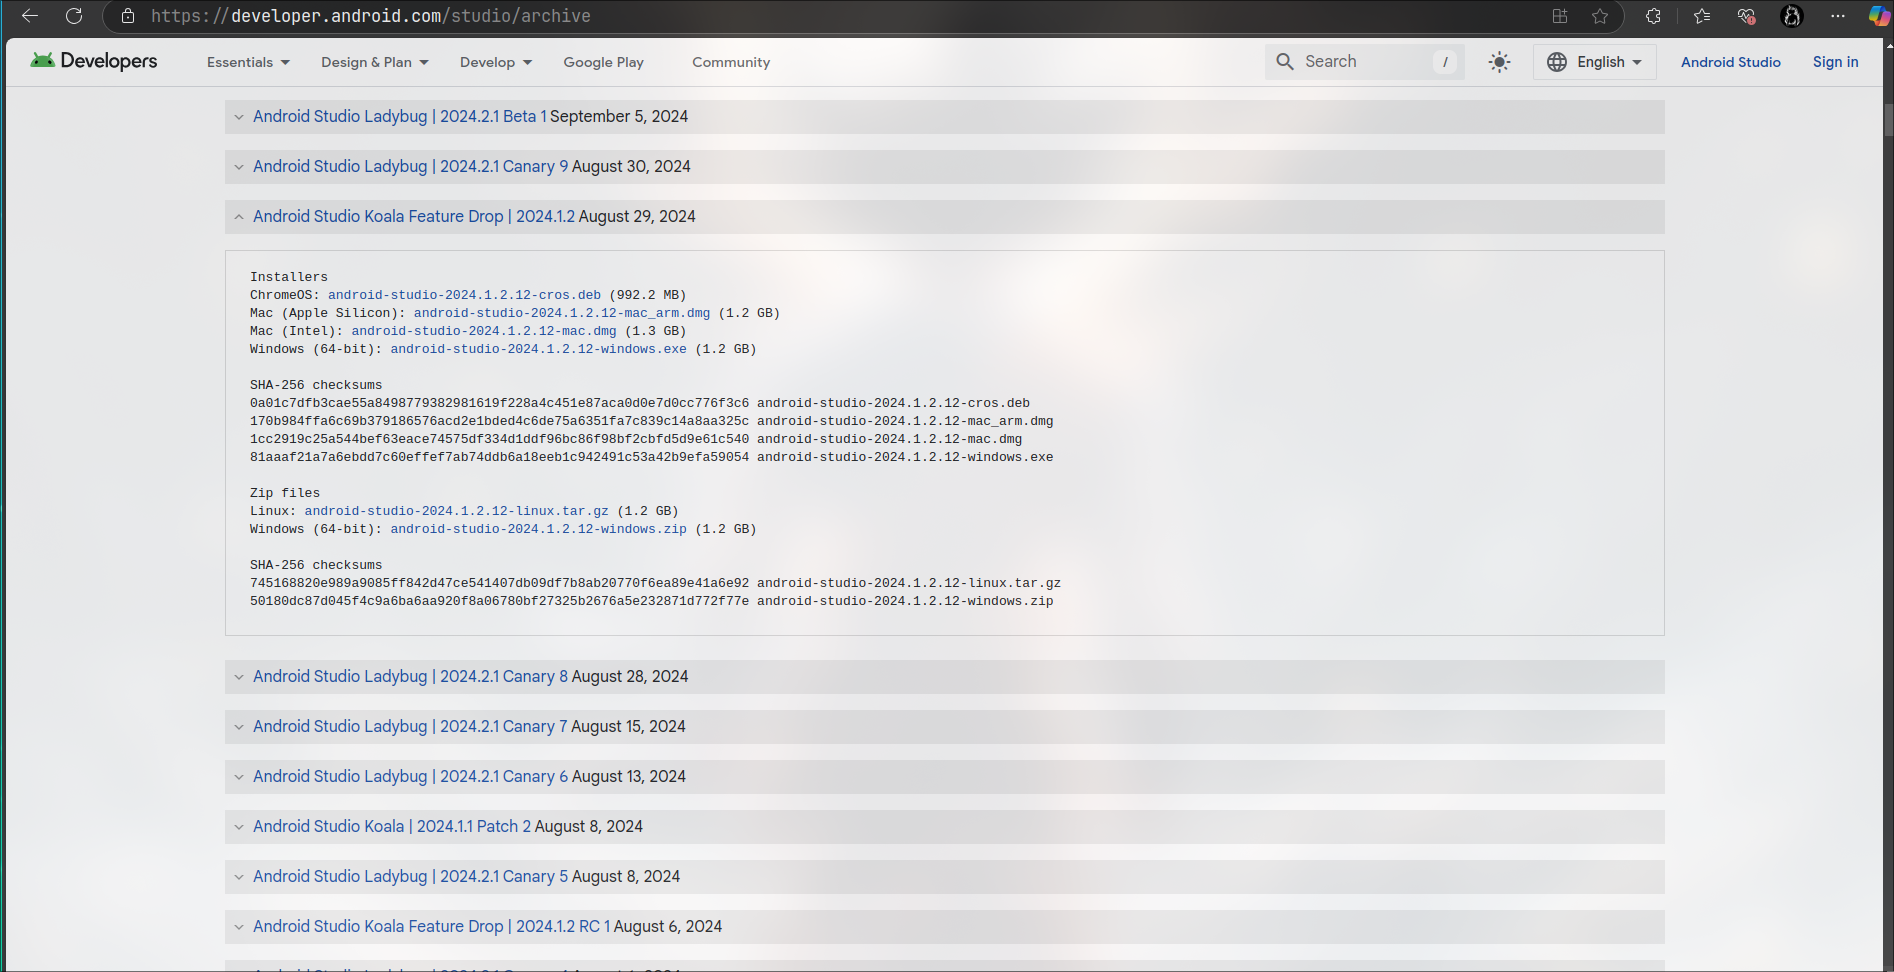 https://developer.android.com/studio/archive
Developers
Essentials
Design & Plan
Develop
Google Play
Community
Search
/
English
Android Studio
Sign in
Android Studio Ladybug | 2024.2.1 Beta 1 September 5, 2024
Android Studio Ladybug | 2024.2.1 Canary 9 August 30, 2024
Android Studio Koala Feature Drop | 2024.1.2 August 29, 2024
Installers
ChromeOS: android-studio-2024.1.2.12-cros.deb (992.2 MB)
Mac (Apple Silicon): android-studio-2024.1.2.12-mac_arm.dmg (1.2 GB)
Mac (Intel): android-studio-2024.1.2.12-mac.dmg (1.3 GB)
Windows (64-bit): android-studio-2024.1.2.12-windows.exe (1.2 GB)
SHA-256 checksums
0a01c7dfb3cae55a8498779382981619f228a4c451e87aca0d0e7d0cc776f3c6 android-studio-2024.1.2.12-cros.deb
170b984ffa6c69b379186576acd2e1bded4c6de75a6351fa7c839c14a8aa325c android-studio-2024.1.2.12-mac_arm.dmg
1cc2919c25a544bef63eace74575df334d1ddf96bc86f98bf2cbfd5d9e61c540 android-studio-2024.1.2.12-mac.dmg
81aaaf21a7a6ebdd7c60effef7ab74ddb6a18eeb1c942491c53a42b9efa59054 android-studio-2024.1.2.12-windows.exe
Zip files
Linux: android-studio-2024.1.2.12-linux.tar.gz (1.2 GB)
Windows (64-bit): android-studio-2024.1.2.12-windows.zip (1.2 GB)
SHA-256 checksums
745168820e989a9085ff842d47ce541407db09df7b8ab20770f6ea89e41a6e92 android-studio-2024.1.2.12-linux.tar.gz
50180dc87d045f4c9a6ba6aa920f8a06780bf27325b2676a5e232871d772f77e android-studio-2024.1.2.12-windows.zip
Android Studio Ladybug | 2024.2.1 Canary 8 August 28, 2024
Android Studio Ladybug | 2024.2.1 Canary 7 August 15, 2024
Android Studio Ladybug | 2024.2.1 Canary 6 August 13, 2024
Android Studio Koala | 2024.1.1 Patch 2 August 8, 2024
Android Studio Ladybug | 2024.2.1 Canary 5 August 8, 2024
Android Studio Koala Feature Drop | 2024.1.2 RC 1 August 6, 2024